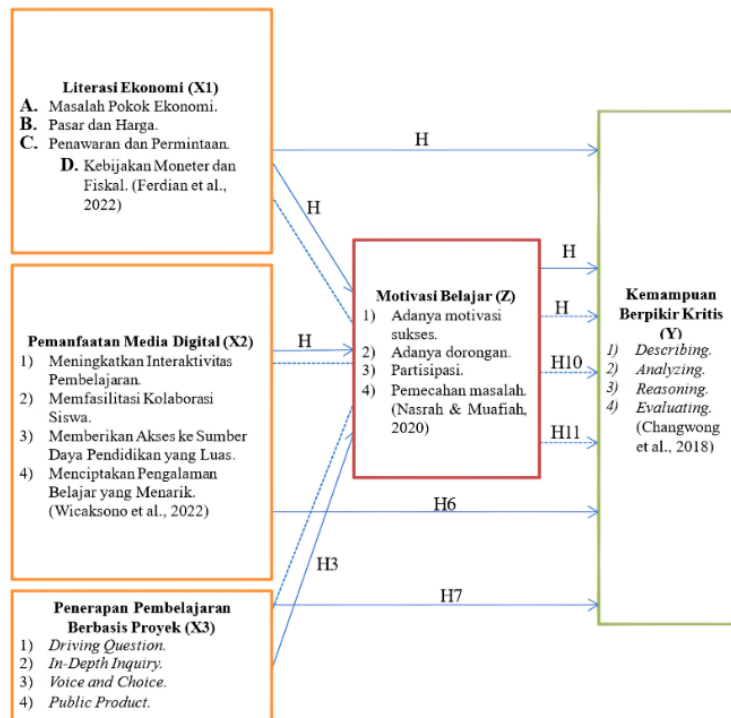 Literasi Ekonomi (X1)
A. Masalah Pokok Ekonomi.
B. Pasar dan Harga.
C. Penawaran dan Permintaan.
D. Kebijakan Moneter dan
Fiskal. (Ferdian et al.,
2022)
Pemanfaatan Media Digital (X2)
1) Meningkatkan Interaktivitas
Pembelajaran.
2) Memfasilitasi Kolaborasi
Siswa.
3) Memberikan Akses ke Sumber
Daya Pendidikan yang Luas.
4) Menciptakan Pengalaman
Belajar yang Menarik.
(Wicaksono et al., 2022)
Penerapan Pembelajaran
Berbasis Proyek (X3)
1) Driving Question.
2) In-Depth Inquiry.
3) Voice and Choice.
4) Public Product.
H
H
H
H3
Motivasi Belajar (Z)
1) Adanya motivasi
sukses.
2) Adanya dorongan.
3) Partisipasi.
4) Pemecahan masalah.
(Nasrah & Muafiah,
2020)
H
H
H10
H11
H6
H7
Kemampuan
Berpikir Kritis
(Y)
1) Describing.
2) Analyzing.
3) Reasoning.
4) Evaluating.
(Changwong
et al., 2018)